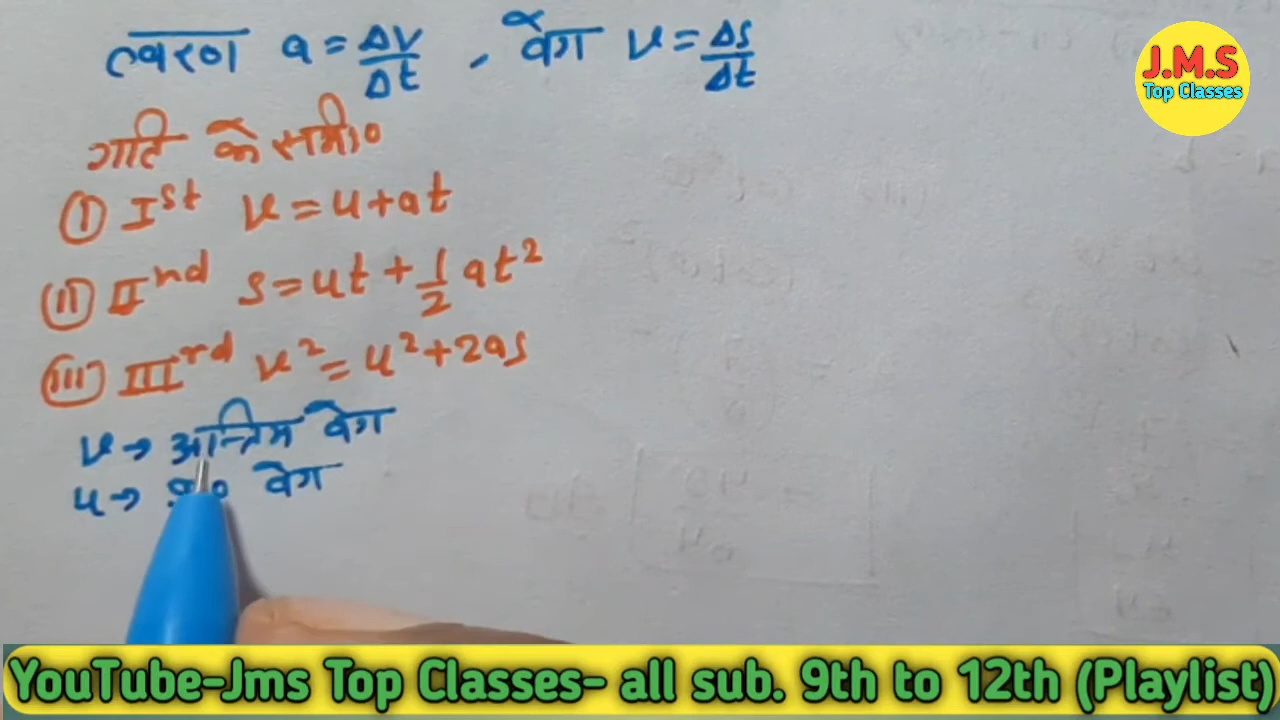 त्वरण a = Δv/Δt , वेग v = Δs/Δt
गति के समी०
(I) Ist v = u + at
(II) IInd s = ut + 1/2 at²
(III) IIIrd v² = u² + 2as
v → अन्तिम वेग
u → वेग
J.M.S
Top Classes
YouTube-Jms Top Classes- all sub. 9th to 12th (Playlist)